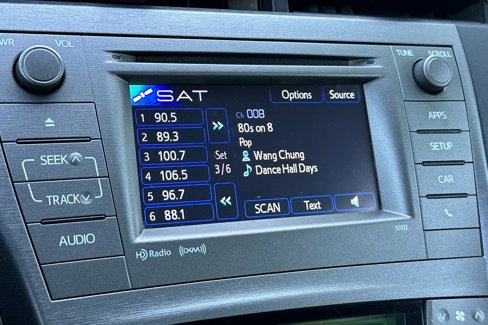 PWR VOL
TUNE SCROLL
SAT
Options Source
1 90.5
2 89.3
3 100.7
4 106.5
5 96.7
6 88.1
Set
3/6
Ch 008
80s on 8
Pop
Wang Chung
Dance Hall Days
SCAN Text
SEEK
TRACK
AUDIO
APPS
SETUP
CAR
HD Radio ((XM))
57032